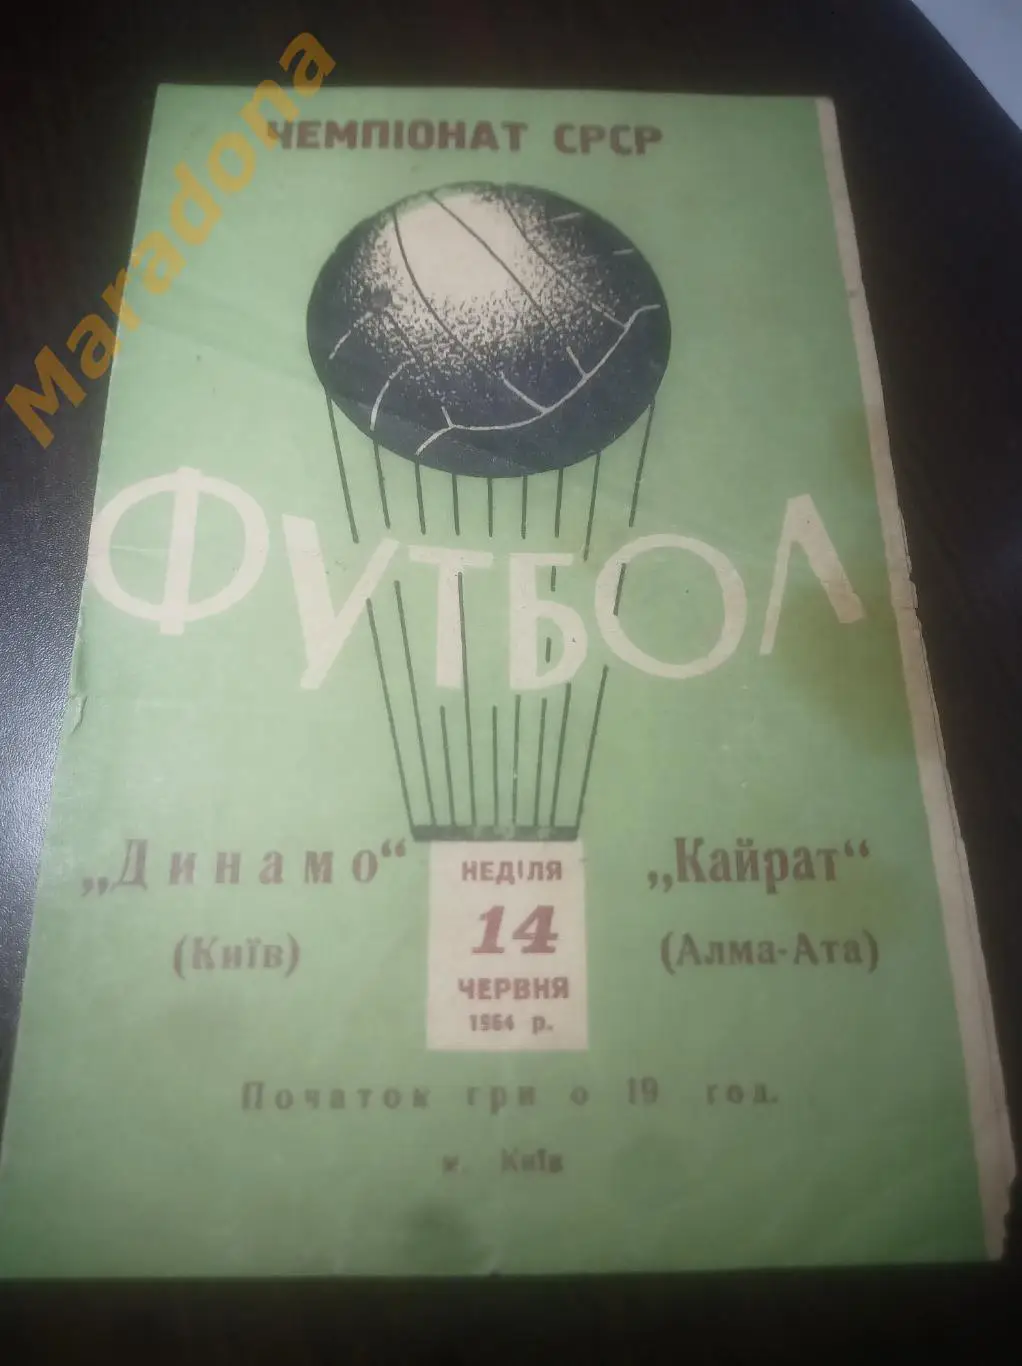 Maradona
ЧЕМПІОНАТ СРСР
ФУТБОЛ
„Динамо“
(Київ)
НЕДІЛЯ
14
ЧЕРВНЯ
1964 р.
„Кайрат“
(Алма-Ата)
Початок гри о 19 год.
м. Київ